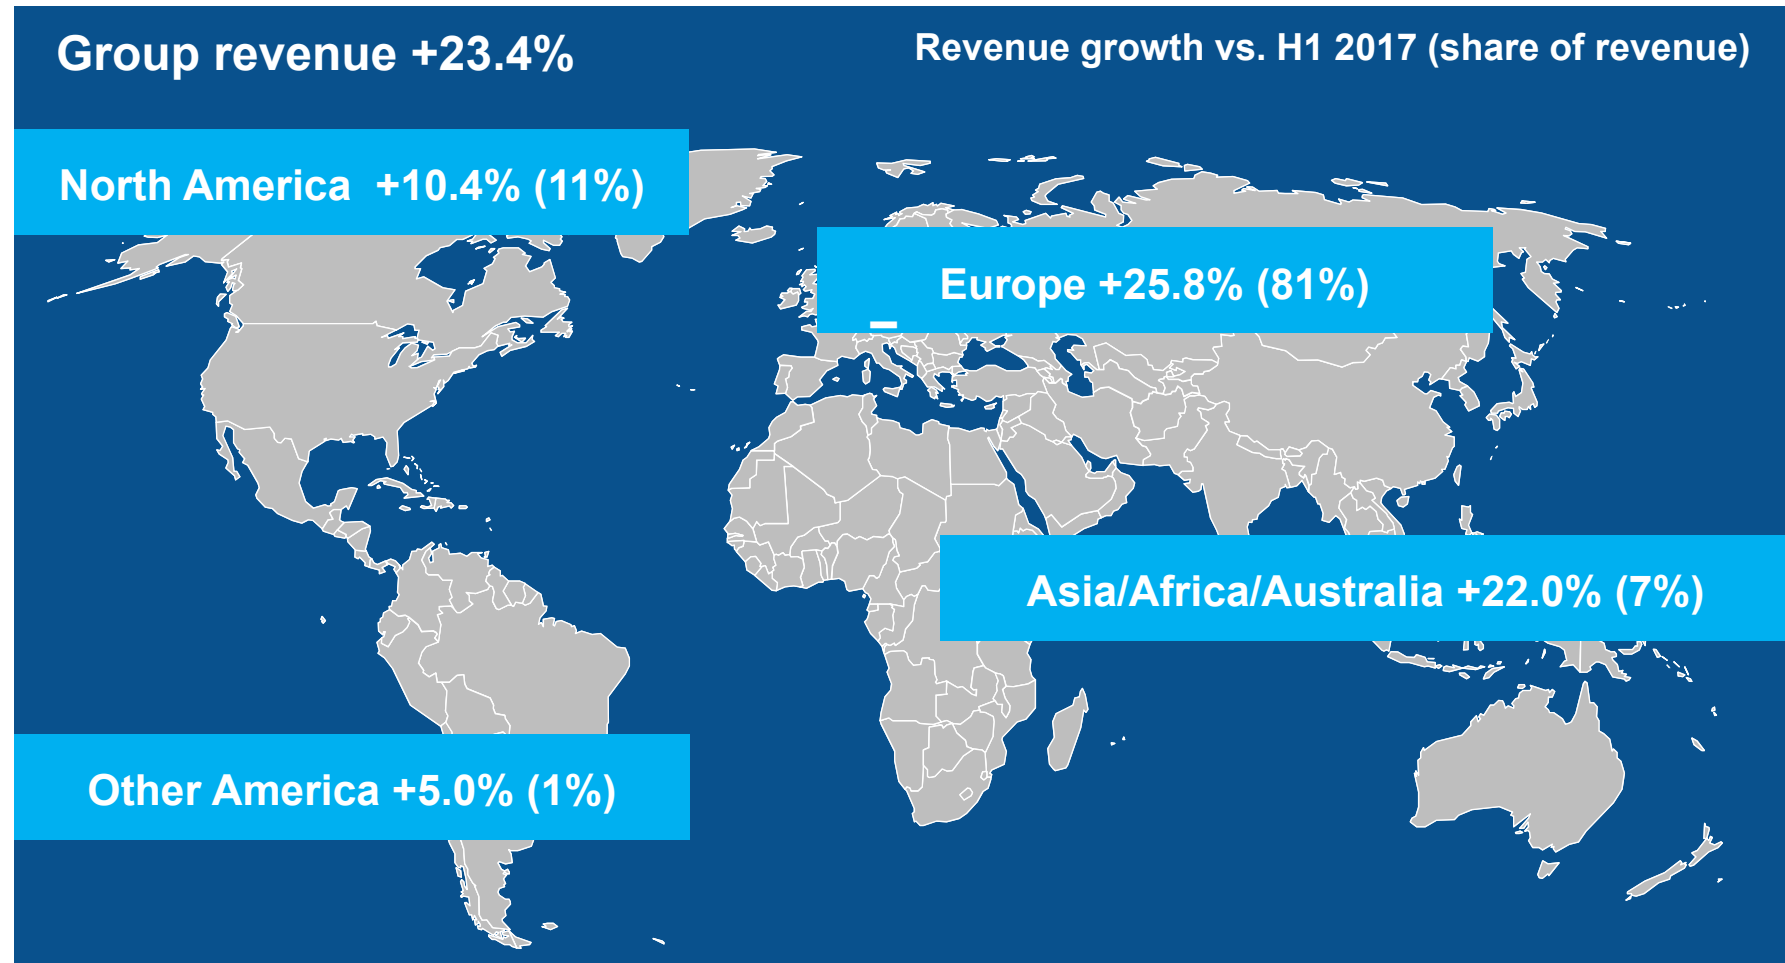 Group revenue +23.4%
Revenue growth vs. H1 2017 (share of revenue)
North America +10.4% (11%)
Europe +25.8% (81%)
Asia/Africa/Australia +22.0% (7%)
Other America +5.0% (1%)